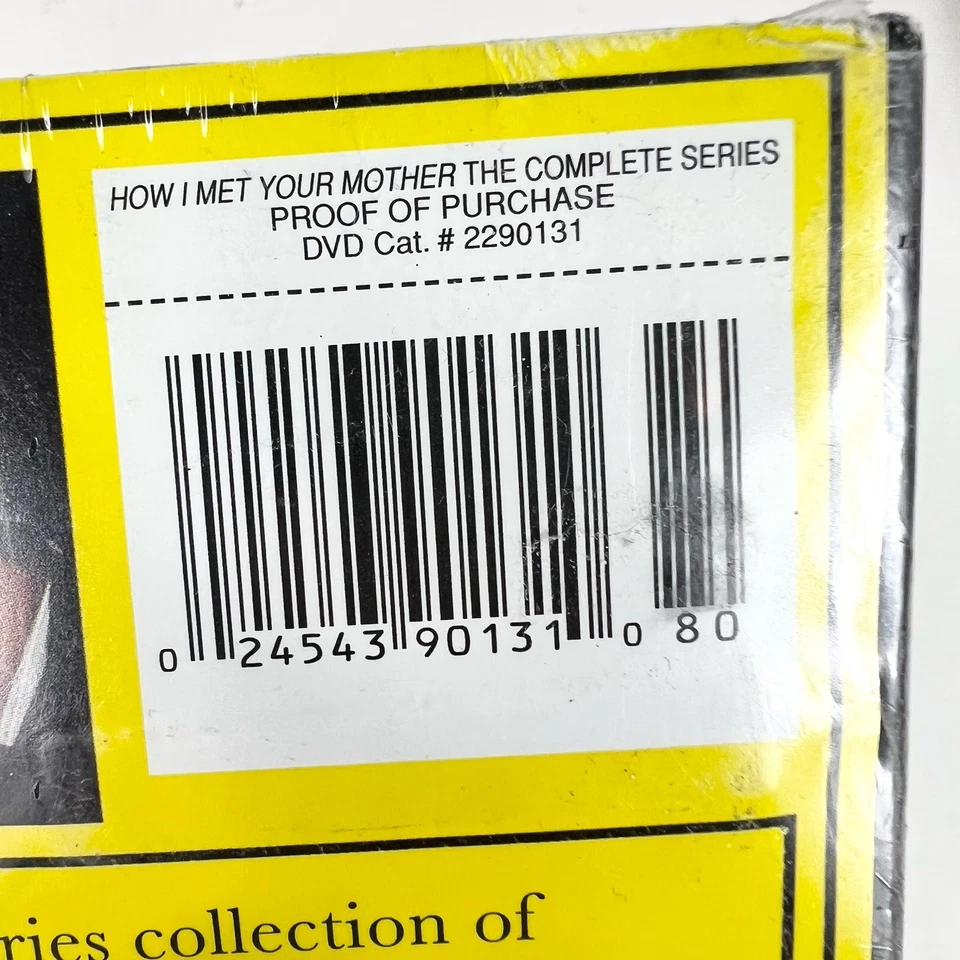 HOW I MET YOUR MOTHER THE COMPLETE SERIES
PROOF OF PURCHASE
DVD Cat. # 2290131
0 24543 90131 0 80
ries collection of